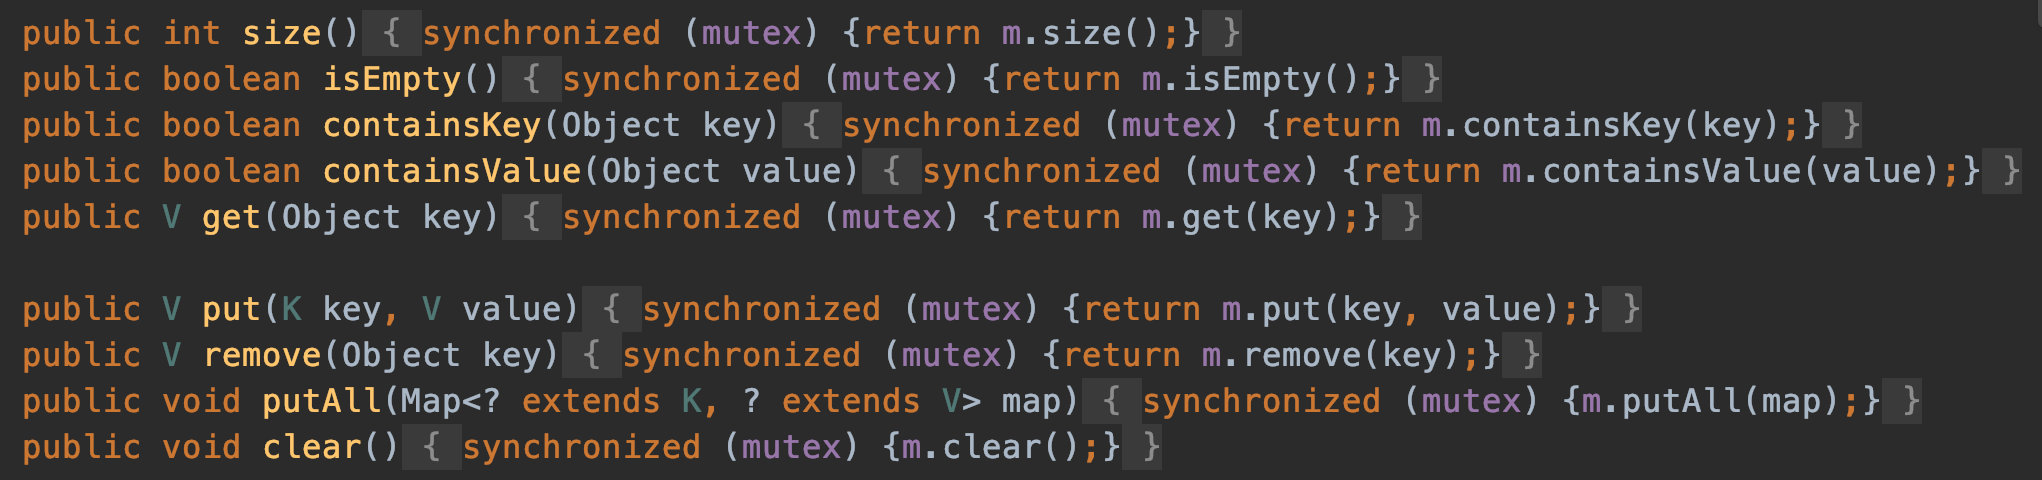 public int size() { synchronized (mutex) {return m.size();} }
public boolean isEmpty() { synchronized (mutex) {return m.isEmpty();} }
public boolean containsKey(Object key) { synchronized (mutex) {return m.containsKey(key);} }
public boolean containsValue(Object value) { synchronized (mutex) {return m.containsValue(value);} }
public V get(Object key) { synchronized (mutex) {return m.get(key);} }
public V put(K key, V value) { synchronized (mutex) {return m.put(key, value);} }
public V remove(Object key) { synchronized (mutex) {return m.remove(key);} }
public void putAll(Map<? extends K, ? extends V> map) { synchronized (mutex) {m.putAll(map);} }
public void clear() { synchronized (mutex) {m.clear();} }